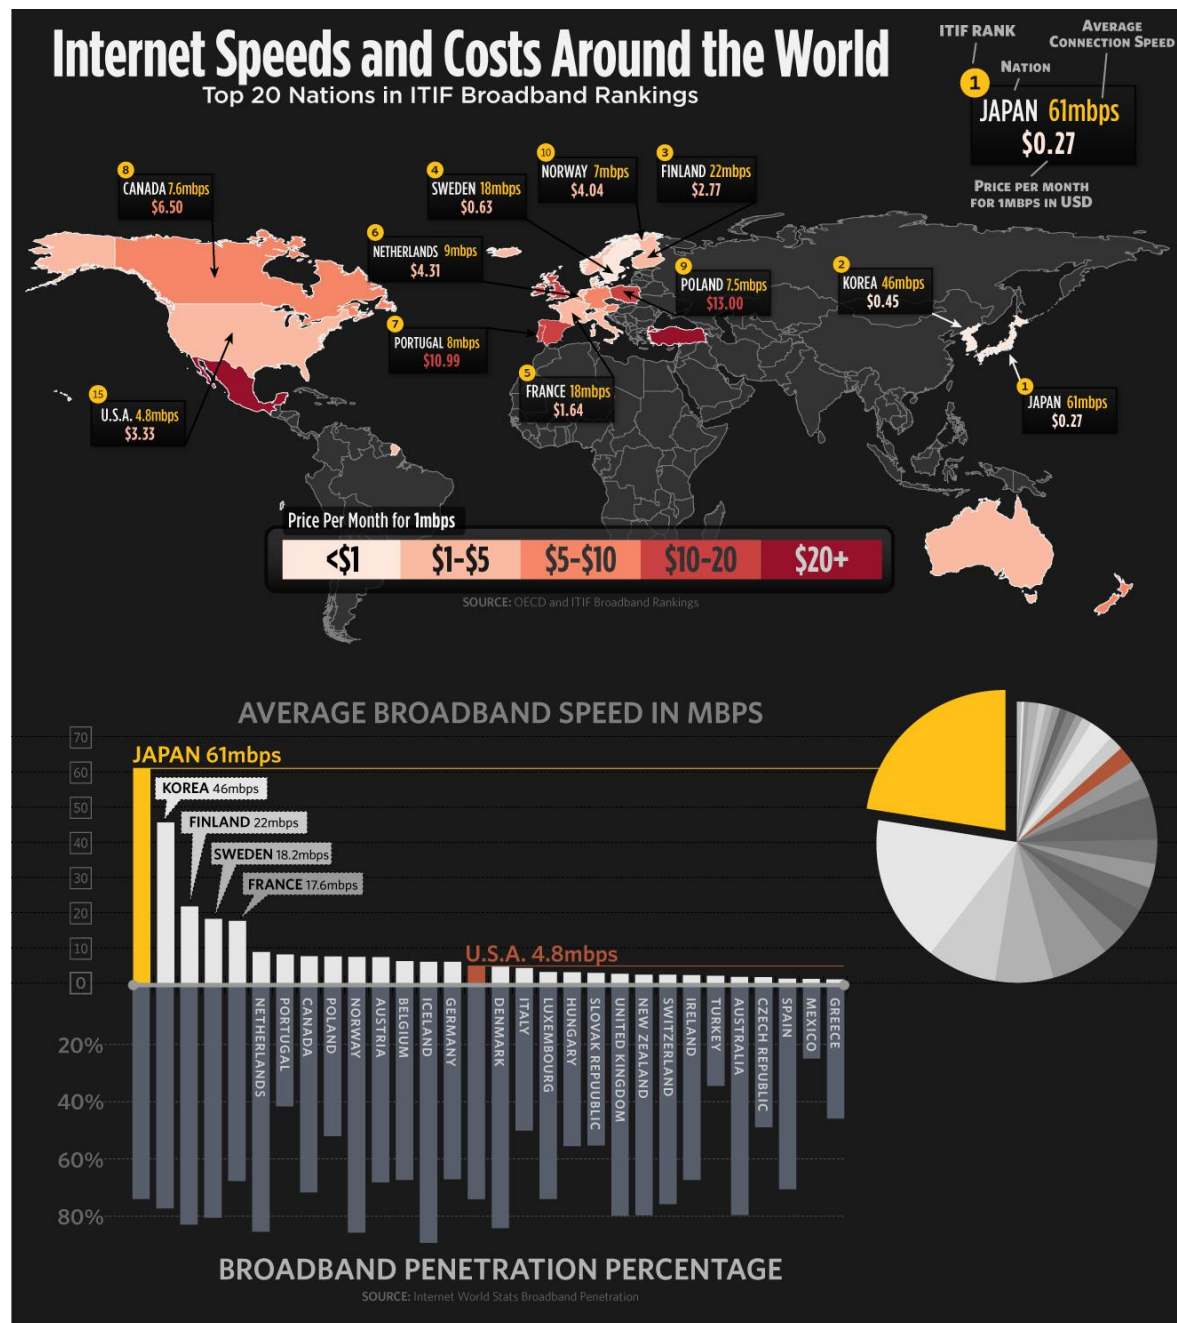 Internet Speeds and Costs Around the World
Top 20 Nations in ITIF Broadband Rankings
ITIF RANK
AVERAGE
CONNECTION SPEED
NATION
1
JAPAN 61mbps
$0.27
PRICE PER MONTH
FOR 1MBPS IN USD
8
CANADA 7.6mbps
$6.50
4
SWEDEN 18mbps
$0.63
10
NORWAY 7mbps
$4.04
3
FINLAND 22mbps
$2.77
6
NETHERLANDS 9mbps
$4.31
9
POLAND 7.5mbps
$13.00
2
KOREA 46mbps
$0.45
7
PORTUGAL 8mbps
$10.99
5
FRANCE 18mbps
$1.64
15
U.S.A. 4.8mbps
$3.33
1
JAPAN 61mbps
$0.27
Price Per Month for 1mbps
<$1 $1-$5 $5-$10 $10-20 $20+
SOURCE: OECD and ITIF Broadband Rankings
AVERAGE BROADBAND SPEED IN MBPS
70
60
50
40
30
20
10
0
JAPAN 61mbps
KOREA 46mbps
FINLAND 22mbps
SWEDEN 18.2mbps
FRANCE 17.6mbps
U.S.A. 4.8mbps
NETHERLANDS
PORTUGAL
CANADA
POLAND
NORWAY
AUSTRIA
BELGIUM
ICELAND
GERMANY
DENMARK
ITALY
LUXEMBOURG
HUNGARY
SLOVAK REPUUBLIC
UNITED KINGDOM
NEW ZEALAND
SWITZERLAND
IRELAND
TURKEY
AUSTRALIA
CZECH REPUBLIC
SPAIN
MEXICO
GREECE
20%
40%
60%
80%
BROADBAND PENETRATION PERCENTAGE
SOURCE: Internet World Stats Broadband Penetration